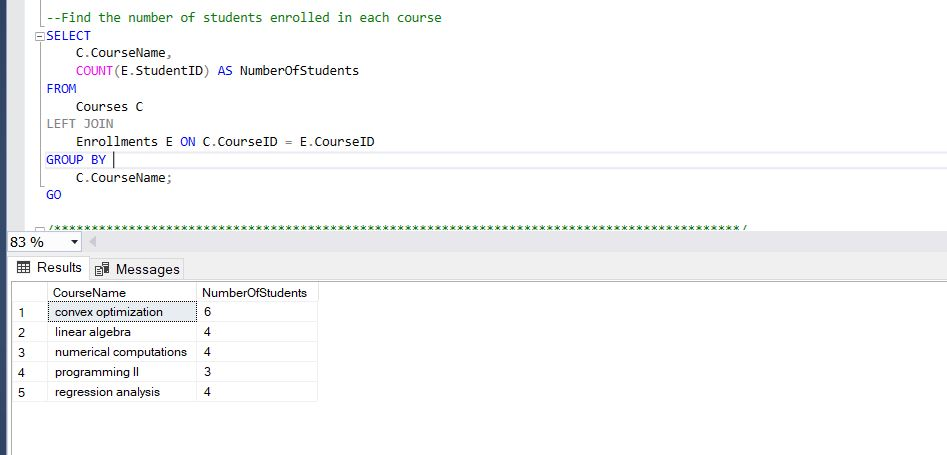 --Find the number of students enrolled in each course
SELECT
C.CourseName,
COUNT(E.StudentID) AS NumberOfStudents
FROM
Courses C
LEFT JOIN
Enrollments E ON C.CourseID = E.CourseID
GROUP BY
C.CourseName;
GO
/*******************************************************************************************/
83 %
Results Messages
CourseName NumberOfStudents
1 convex optimization 6
2 linear algebra 4
3 numerical computations 4
4 programming II 3
5 regression analysis 4